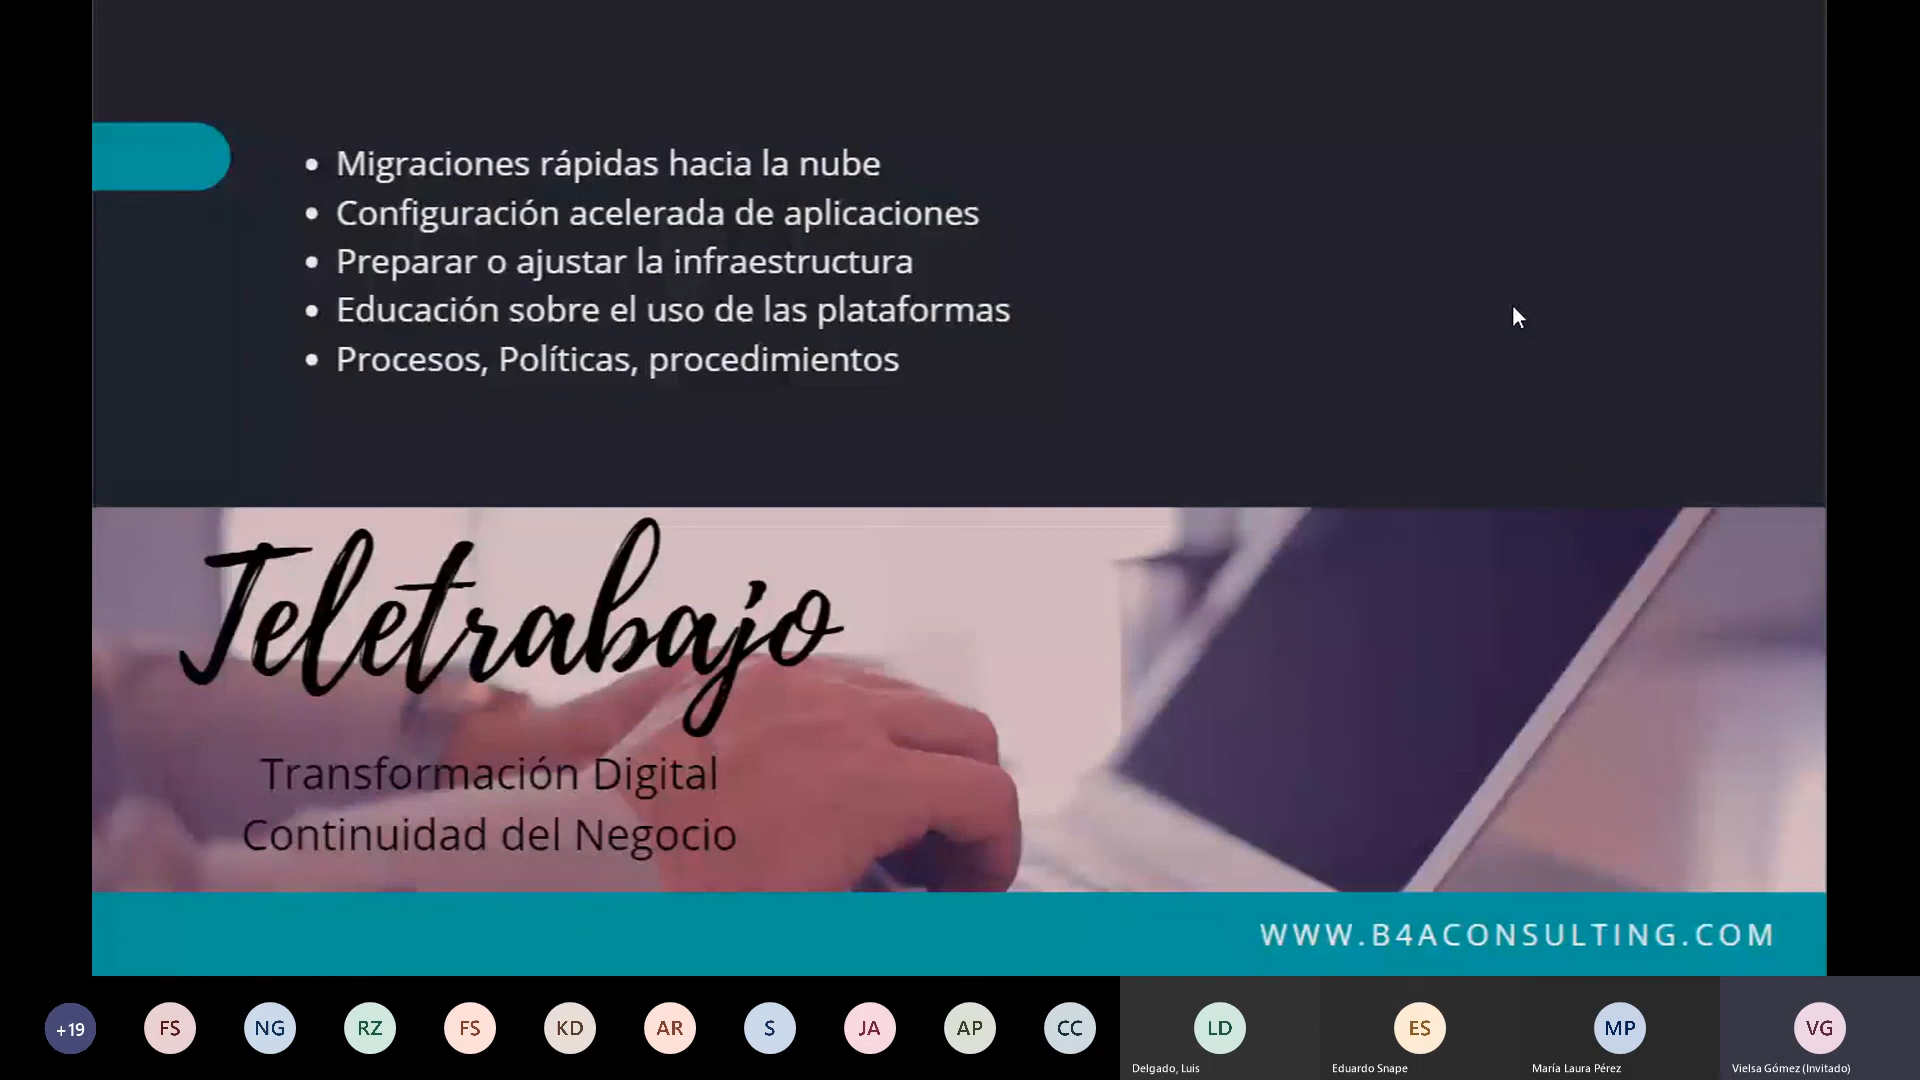 • Migraciones rápidas hacia la nube
• Configuración acelerada de aplicaciones
• Preparar o ajustar la infraestructura
• Educación sobre el uso de las plataformas
• Procesos, Políticas, procedimientos
Teletrabajo
Transformación Digital
Continuidad del Negocio
WWW.B4ACONSULTING.COM
+19 FS NG RZ FS KD AR S JA AP CC LD ES MP VG
Delgado, Luis Eduardo Snape María Laura Pérez Vielsa Gómez (Invitado)